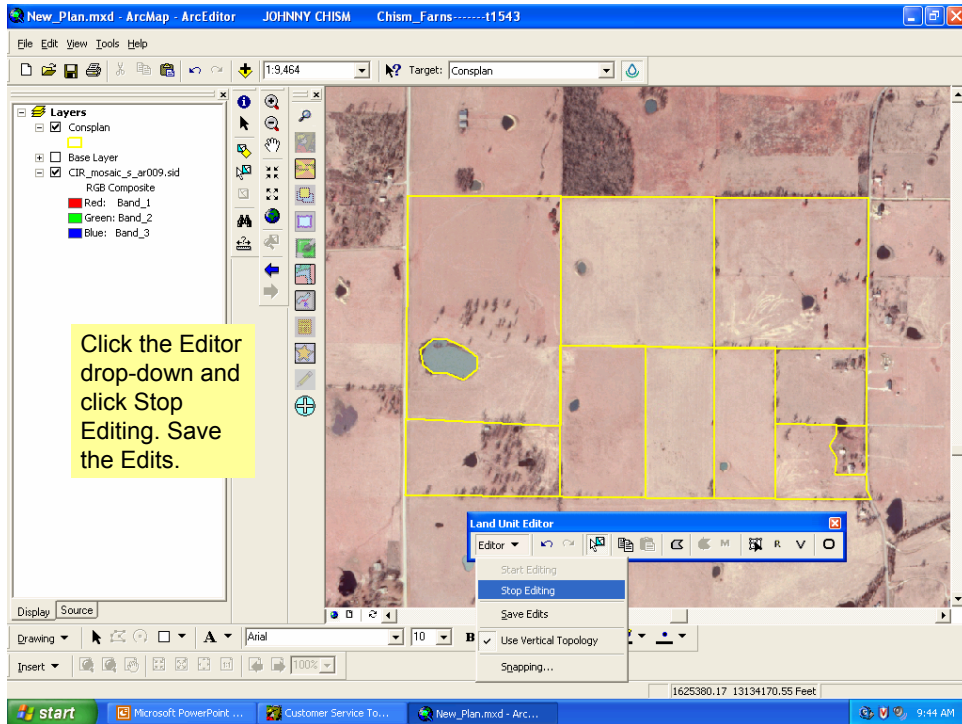 New_Plan.mxd - ArcMap - ArcEditor JOHNNY CHISM Chism_Farns-------t1543
File Edit View Tools Help
1:9,464 Target: Consplan
Layers
Consplan
Base Layer
CIR_mosaic_s_ar009.sid
RGB Composite
Red: Band_1
Green: Band_2
Blue: Band_3
Click the Editor
drop-down and
click Stop
Editing. Save
the Edits.
Land Unit Editor
Editor M R V
Start Editing
Stop Editing
Save Edits
Use Vertical Topology
Snapping...
Display Source
Drawing A Arial 10 B
Insert 100%
1625380.17 13134170.55 Feet
start Microsoft PowerPoint ... Customer Service To... New_Plan.mxd - Arc... 9:44 AM